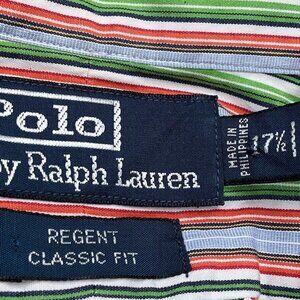 Polo
by Ralph Lauren
MADE IN
PHILIPPINES
17½
REGENT
CLASSIC FIT